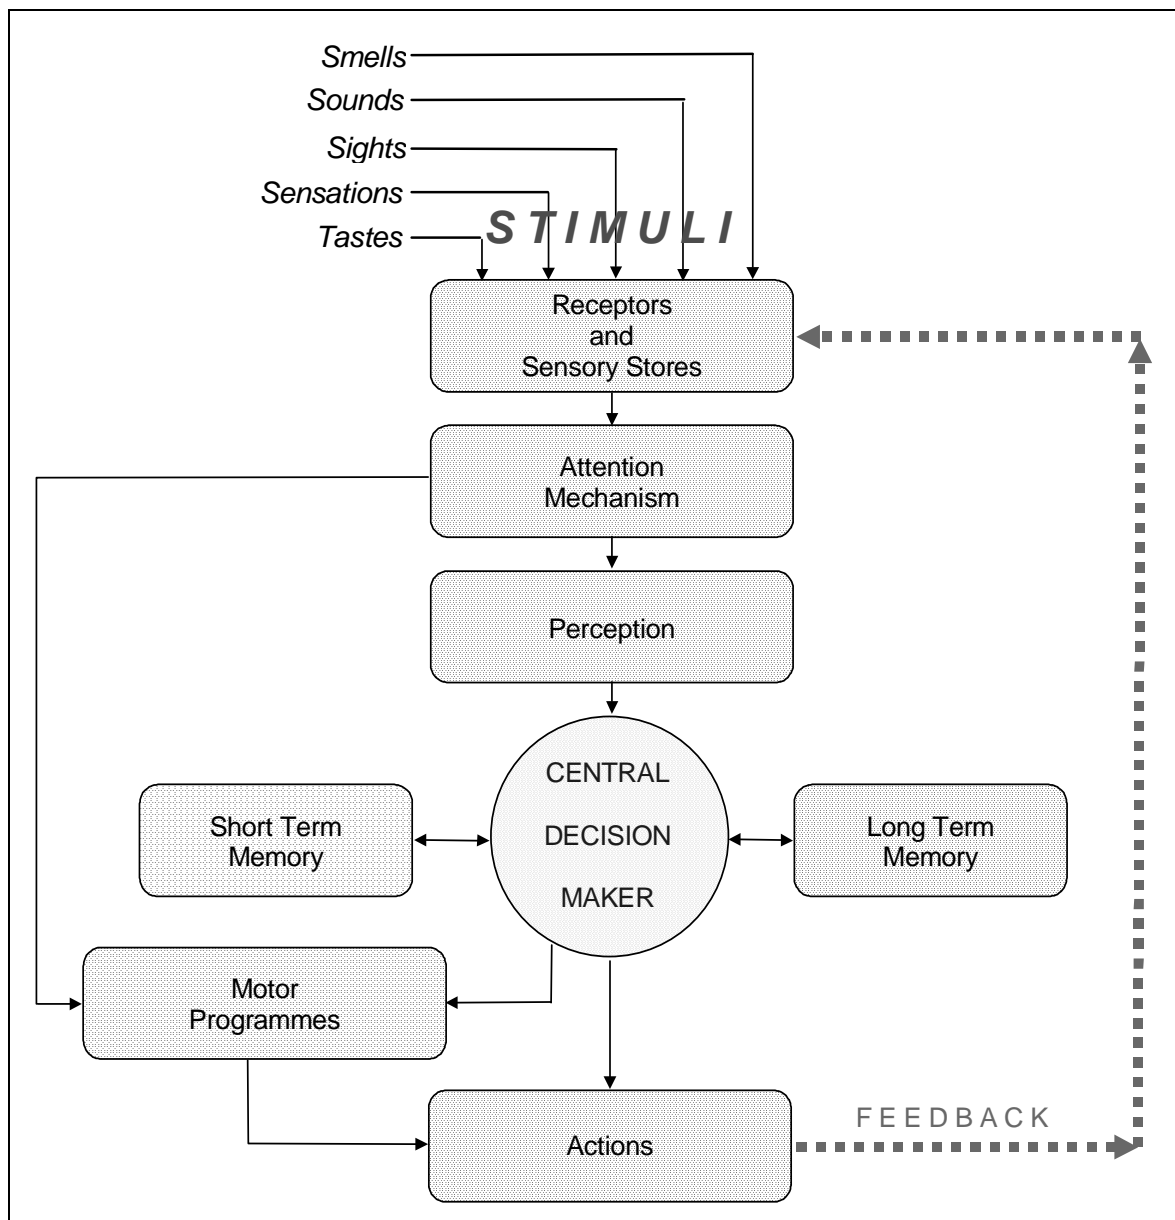 Smells
Sounds
Sights
Sensations
Tastes
STIMULI
Receptors
and
Sensory Stores
Attention
Mechanism
Perception
CENTRAL
DECISION
MAKER
Short Term
Memory
Long Term
Memory
Motor
Programmes
Actions
FEEDBACK